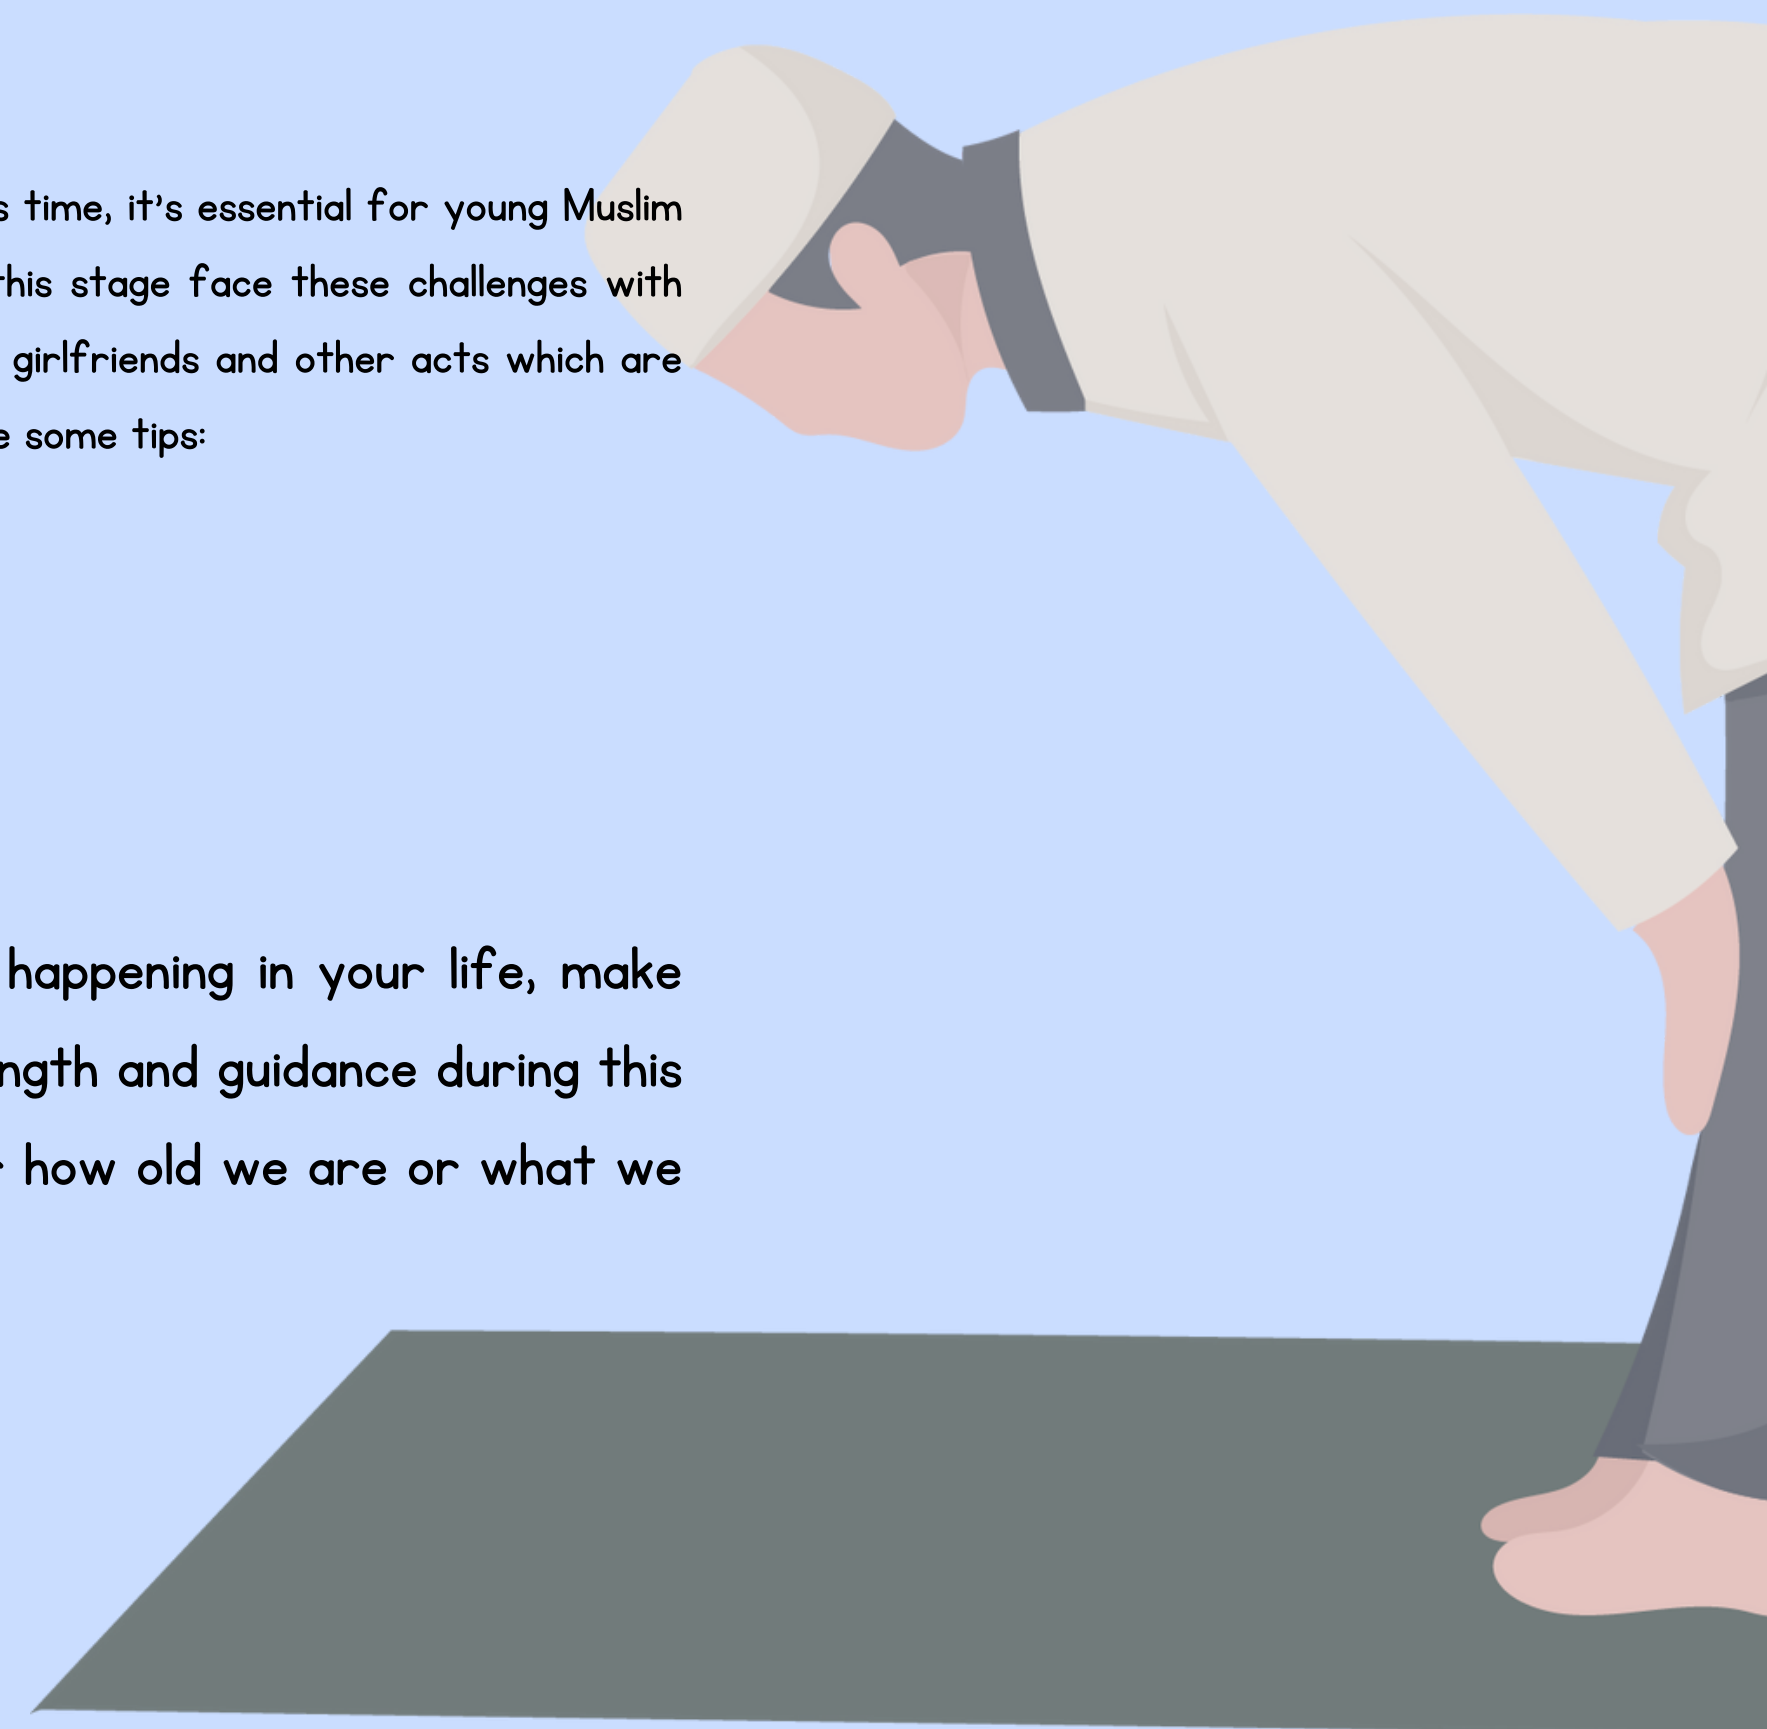 s time, it's essential for young Muslim
this stage face these challenges with
girlfriends and other acts which are
some tips:
happening in your life, make
ngth and guidance during this
how old we are or what we